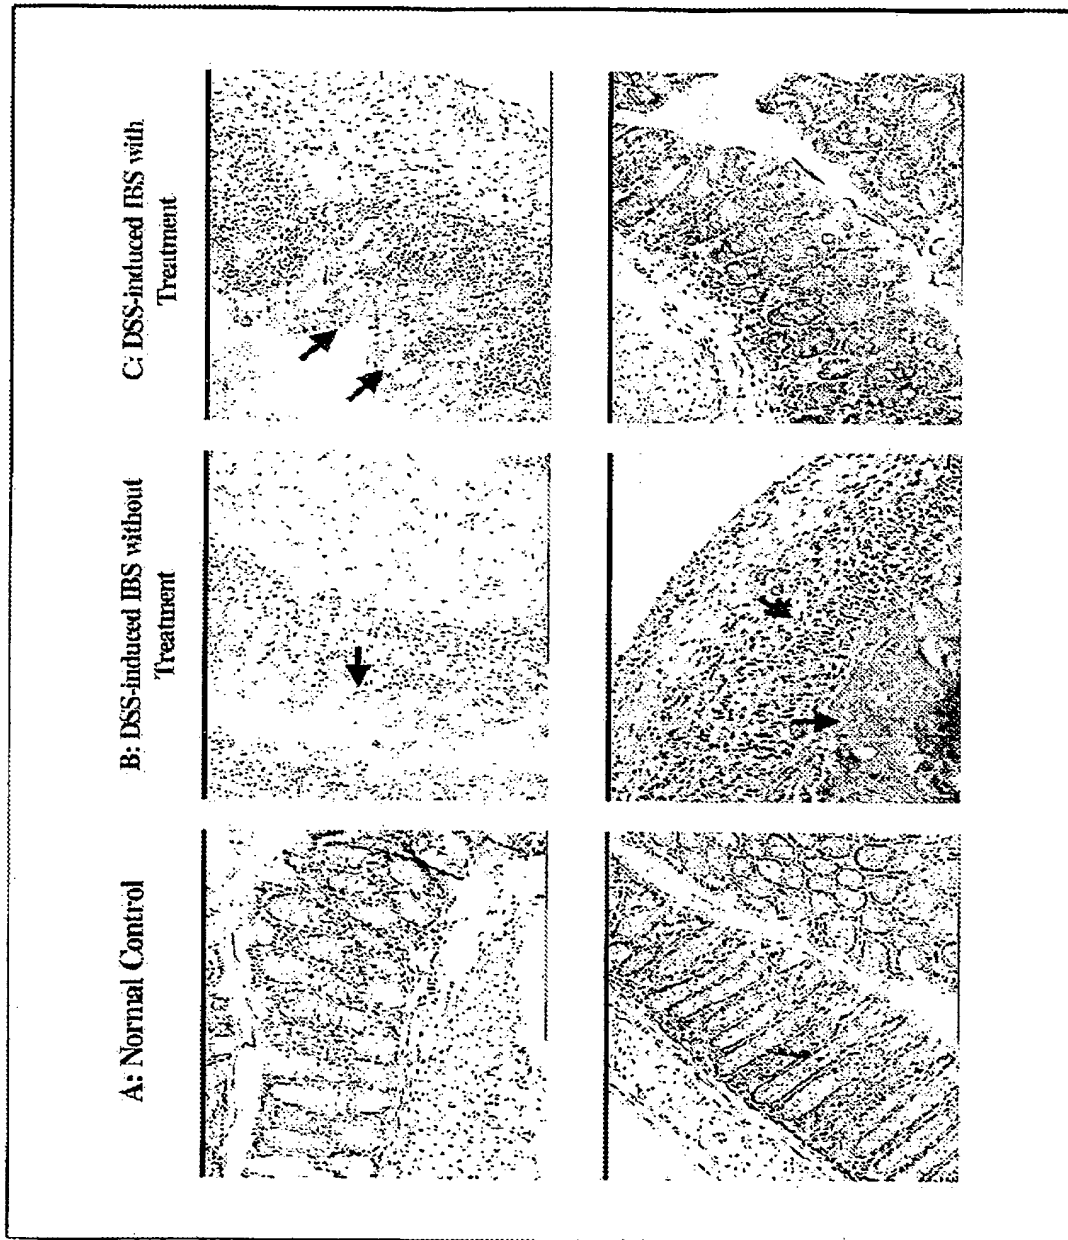 A: Normal Control
B: DSS-induced IBS without
Treatment
C: DSS-induced IBS with
Treatment